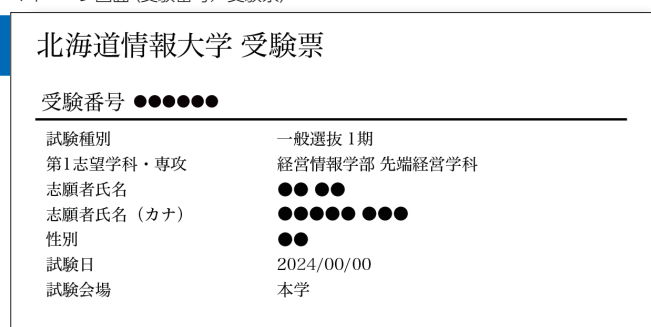 北海道情報大学 受験票
受験番号 ●●●●●●
試験種別 一般選抜 1期
第1志望学科・専攻 経営情報学部 先端経営学科
志願者氏名 ●● ●●
志願者氏名（カナ） ●●●●● ●●●
性別 ●●
試験日 2024/00/00
試験会場 本学